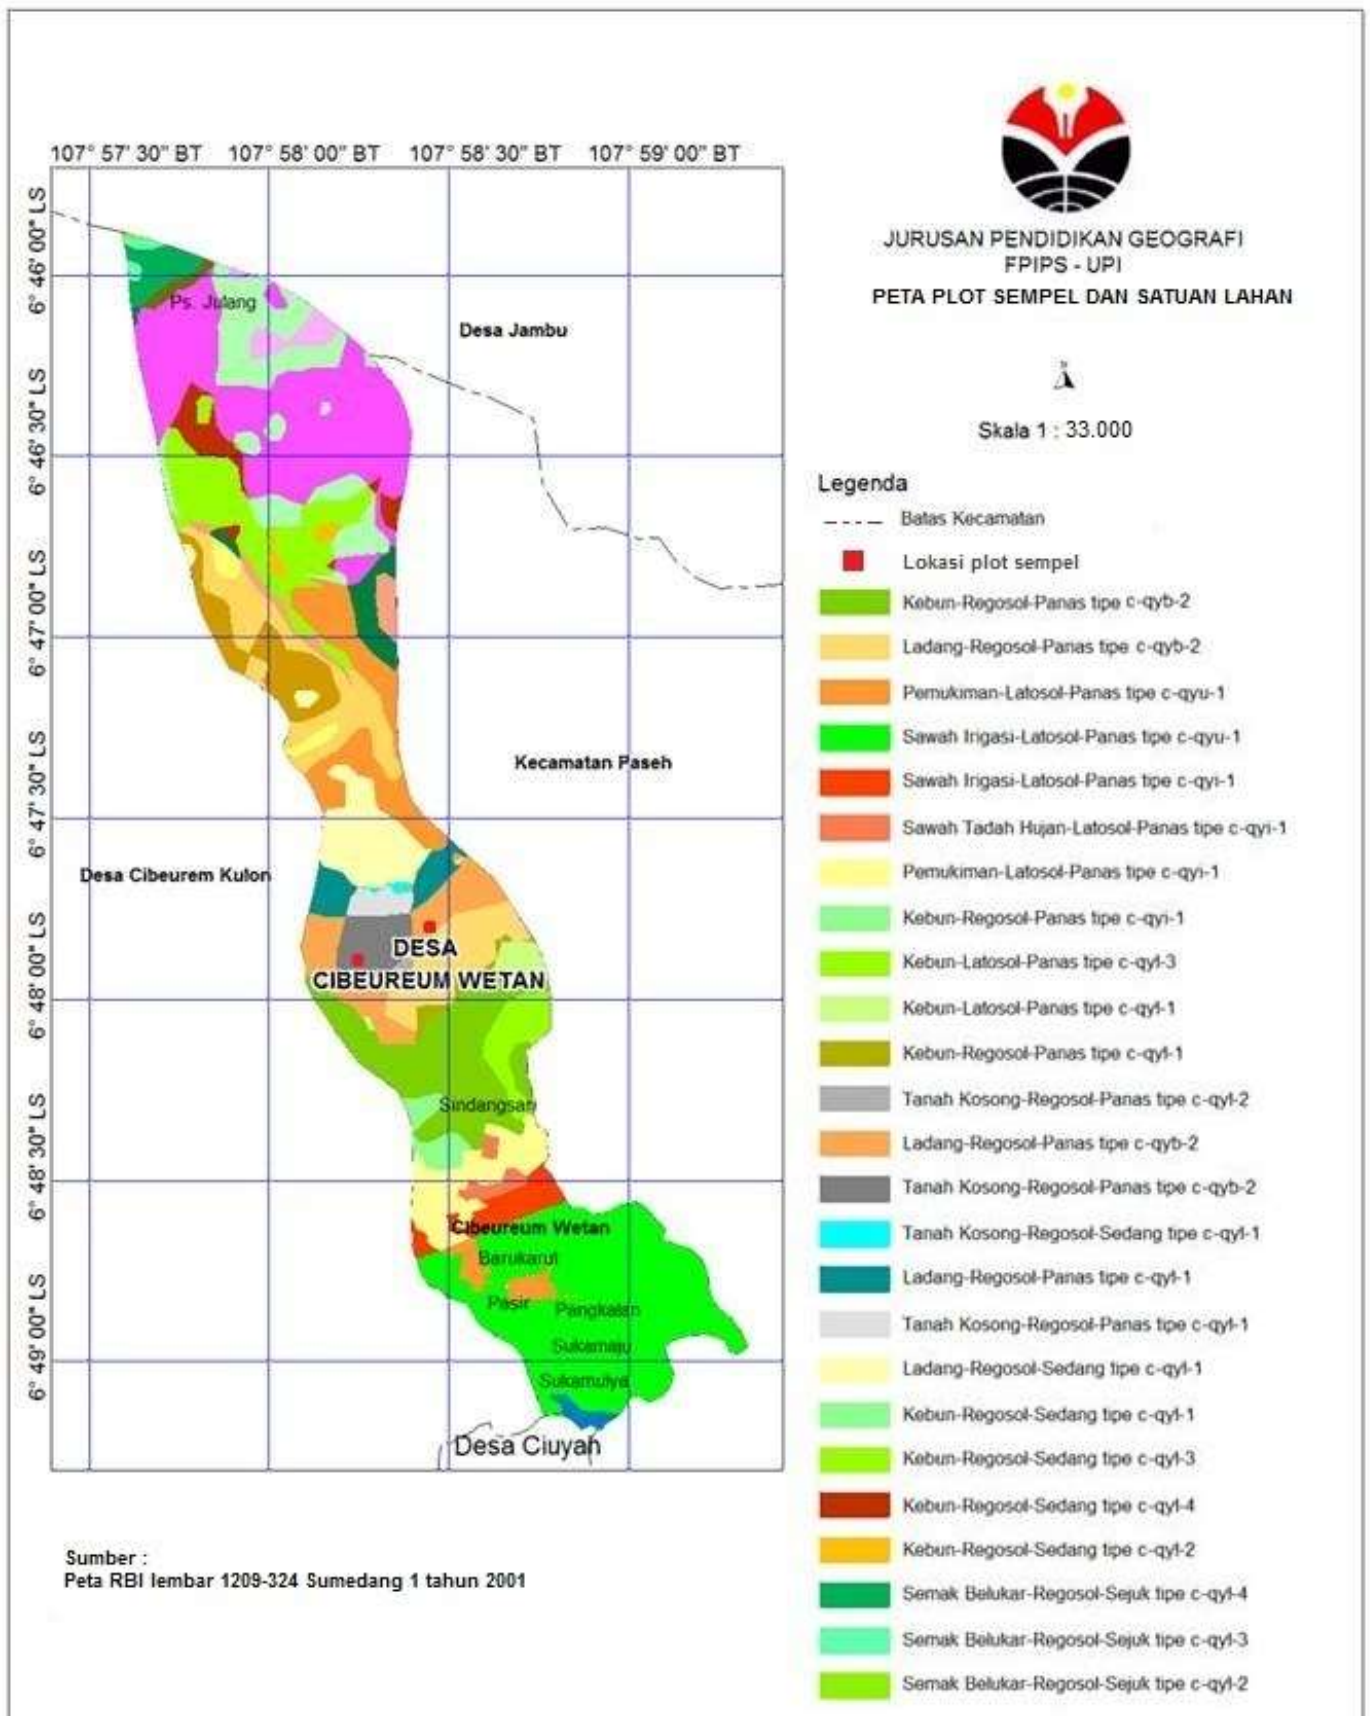 107° 57' 30" BT 107° 58' 00" BT 107° 58' 30" BT 107° 59' 00" BT
6° 46' 00" LS
6° 46' 30" LS
6° 47' 00" LS
6° 47' 30" LS
6° 48' 00" LS
6° 48' 30" LS
6° 49' 00" LS
Ps. Julang
Desa Jambu
Kecamatan Paseh
Desa Cibeurem Kulon
DESA
CIBEUREUM WETAN
Sindangsari
Cibeureum Wetan
Barukarut
Pasir
Pangkalan
Sukamaju
Sukamulya
Desa Ciuyah
Sumber :
Peta RBI lembar 1209-324 Sumedang 1 tahun 2001
JURUSAN PENDIDIKAN GEOGRAFI
FPIPS - UPI
PETA PLOT SEMPEL DAN SATUAN LAHAN
Skala 1 : 33.000
Legenda
Batas Kecamatan
Lokasi plot sempel
Kebun-Regosol-Panas tipe c-qyb-2
Ladang-Regosol-Panas tipe c-qyb-2
Pemukiman-Latosol-Panas tipe c-qyu-1
Sawah Irigasi-Latosol-Panas tipe c-qyu-1
Sawah Irigasi-Latosol-Panas tipe c-qyi-1
Sawah Tadah Hujan-Latosol-Panas tipe c-qyi-1
Pemukiman-Latosol-Panas tipe c-qyi-1
Kebun-Regosol-Panas tipe c-qyi-1
Kebun-Latosol-Panas tipe c-qyl-3
Kebun-Latosol-Panas tipe c-qyl-1
Kebun-Regosol-Panas tipe c-qyl-1
Tanah Kosong-Regosol-Panas tipe c-qyl-2
Ladang-Regosol-Panas tipe c-qyb-2
Tanah Kosong-Regosol-Panas tipe c-qyb-2
Tanah Kosong-Regosol-Sedang tipe c-qyl-1
Ladang-Regosol-Panas tipe c-qyl-1
Tanah Kosong-Regosol-Panas tipe c-qyl-1
Ladang-Regosol-Sedang tipe c-qyl-1
Kebun-Regosol-Sedang tipe c-qyl-1
Kebun-Regosol-Sedang tipe c-qyl-3
Kebun-Regosol-Sedang tipe c-qyl-4
Kebun-Regosol-Sedang tipe c-qyl-2
Semak Belukar-Regosol-Sejuk tipe c-qyl-4
Semak Belukar-Regosol-Sejuk tipe c-qyl-3
Semak Belukar-Regosol-Sejuk tipe c-qyl-2